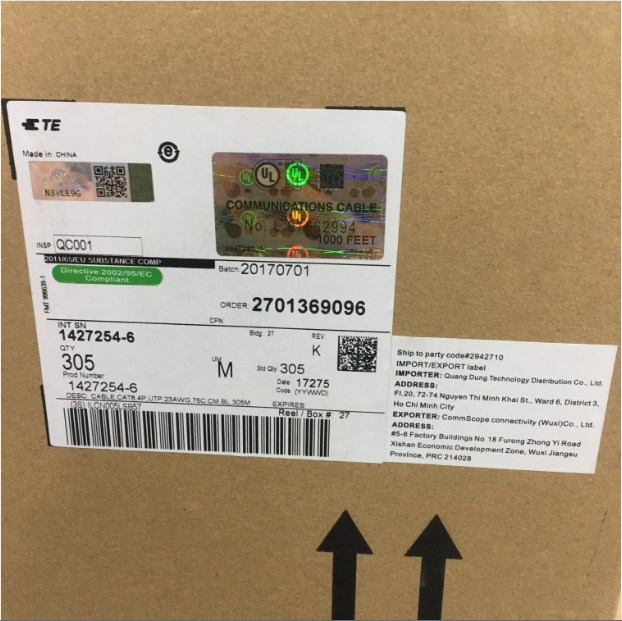 TE
Made in: CHINA
N3VLE9G
UL
UL
UL
COMMUNICATIONS CABLE
No.
1000 FEET
INSP QC001
2011/65/EU SUBSTANCE COMP
Directive 2002/95/EC
Compliant
Batch 20170701
ORDER 2701369096
CPN:
INT SN
1427254-6
Bldg 27
REV
K
QTY
305
UM
M
Std Qty 305
Prod Number
1427254-6
Date 17275
Code (YYWWD)
DESC: CABLE,CAT6,4P,UTP,23AWG,75C,CM,BL,305M
EXPIRES:
Reel / Box # 27
Ship to party code#2942710
IMPORT/EXPORT label
IMPORTER: Quang Dung Technology Distribution Co., Ltd.
ADDRESS:
Fl.20, 72-74 Nguyen Thi Minh Khai St., Ward 6, District 3,
Ho Chi Minh City
EXPORTER: CommScope connectivity (Wuxi)Co., Ltd.
ADDRESS:
#5-6 Factory Buildings No. 18 Furong Zhong Yi Road
Xishan Economic Development Zone, Wuxi Jiangsu
Province, PRC 214028